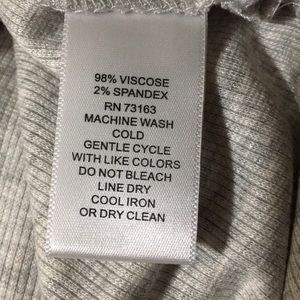 98% VISCOSE
2% SPANDEX
RN 73163
MACHINE WASH
COLD
GENTLE CYCLE
WITH LIKE COLORS
DO NOT BLEACH
LINE DRY
COOL IRON
OR DRY CLEAN